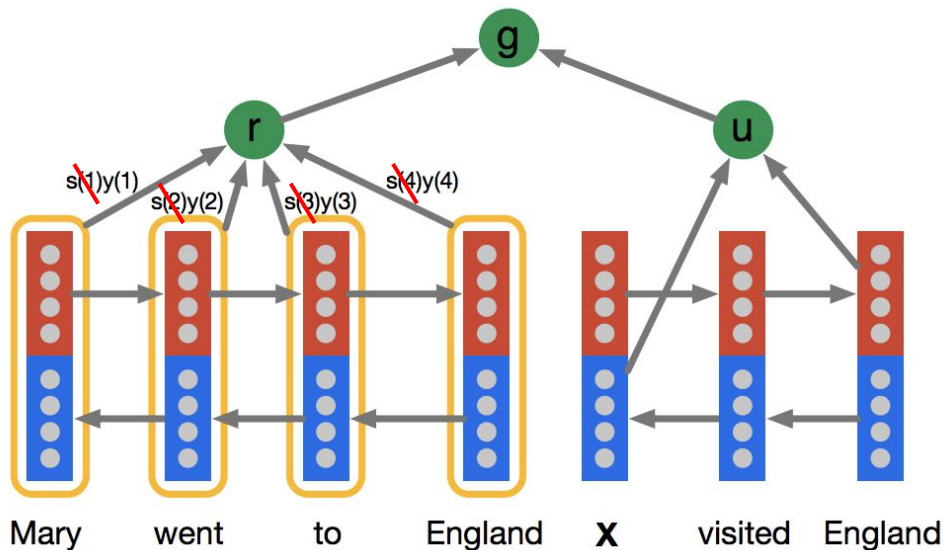 g
r
u
s(1)y(1)
s(2)y(2)
s(3)y(3)
s(4)y(4)
Mary went to England X visited England